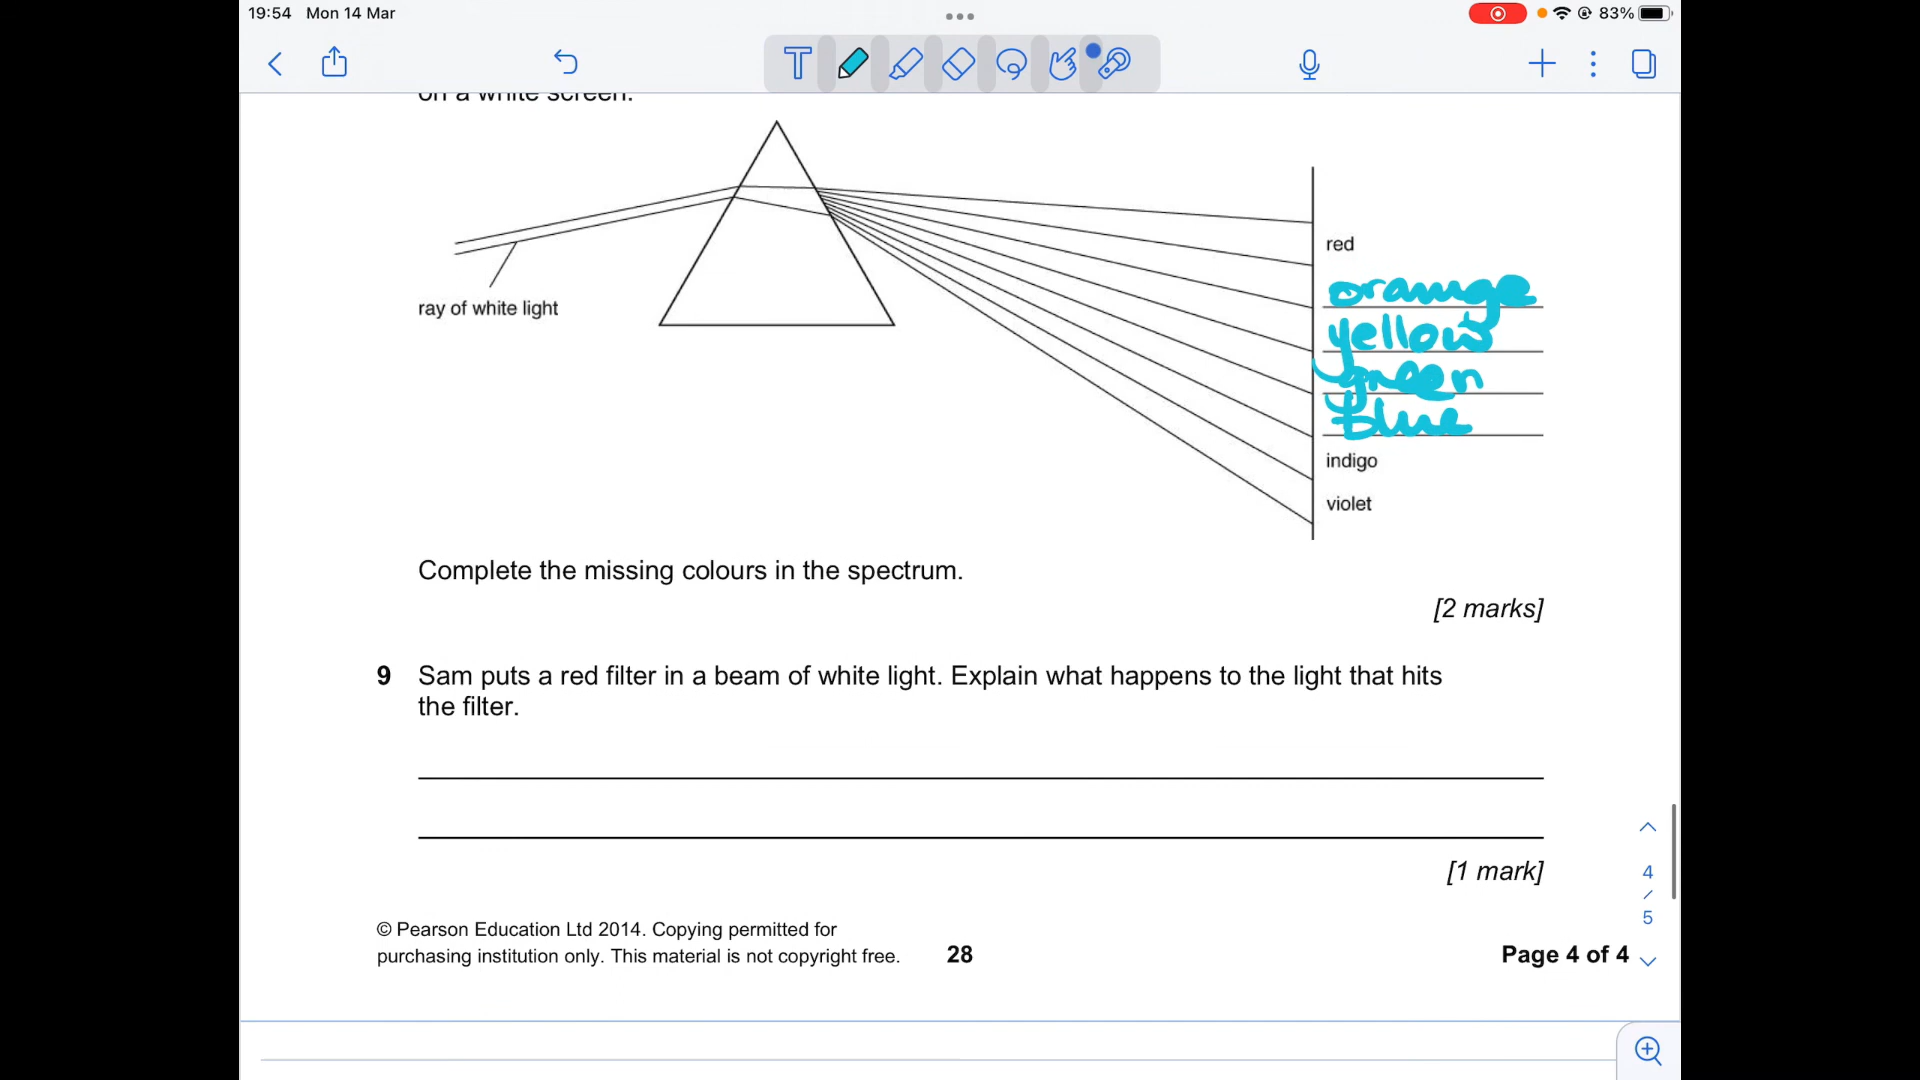 19:54 Mon 14 Mar
83%
T
on a white screen.
red
orange
ray of white light
yellow
green
blue
indigo
violet
Complete the missing colours in the spectrum.
[2 marks]
9 Sam puts a red filter in a beam of white light. Explain what happens to the light that hits
the filter.
[1 mark]
4
/
5
© Pearson Education Ltd 2014. Copying permitted for
purchasing institution only. This material is not copyright free.
28
Page 4 of 4